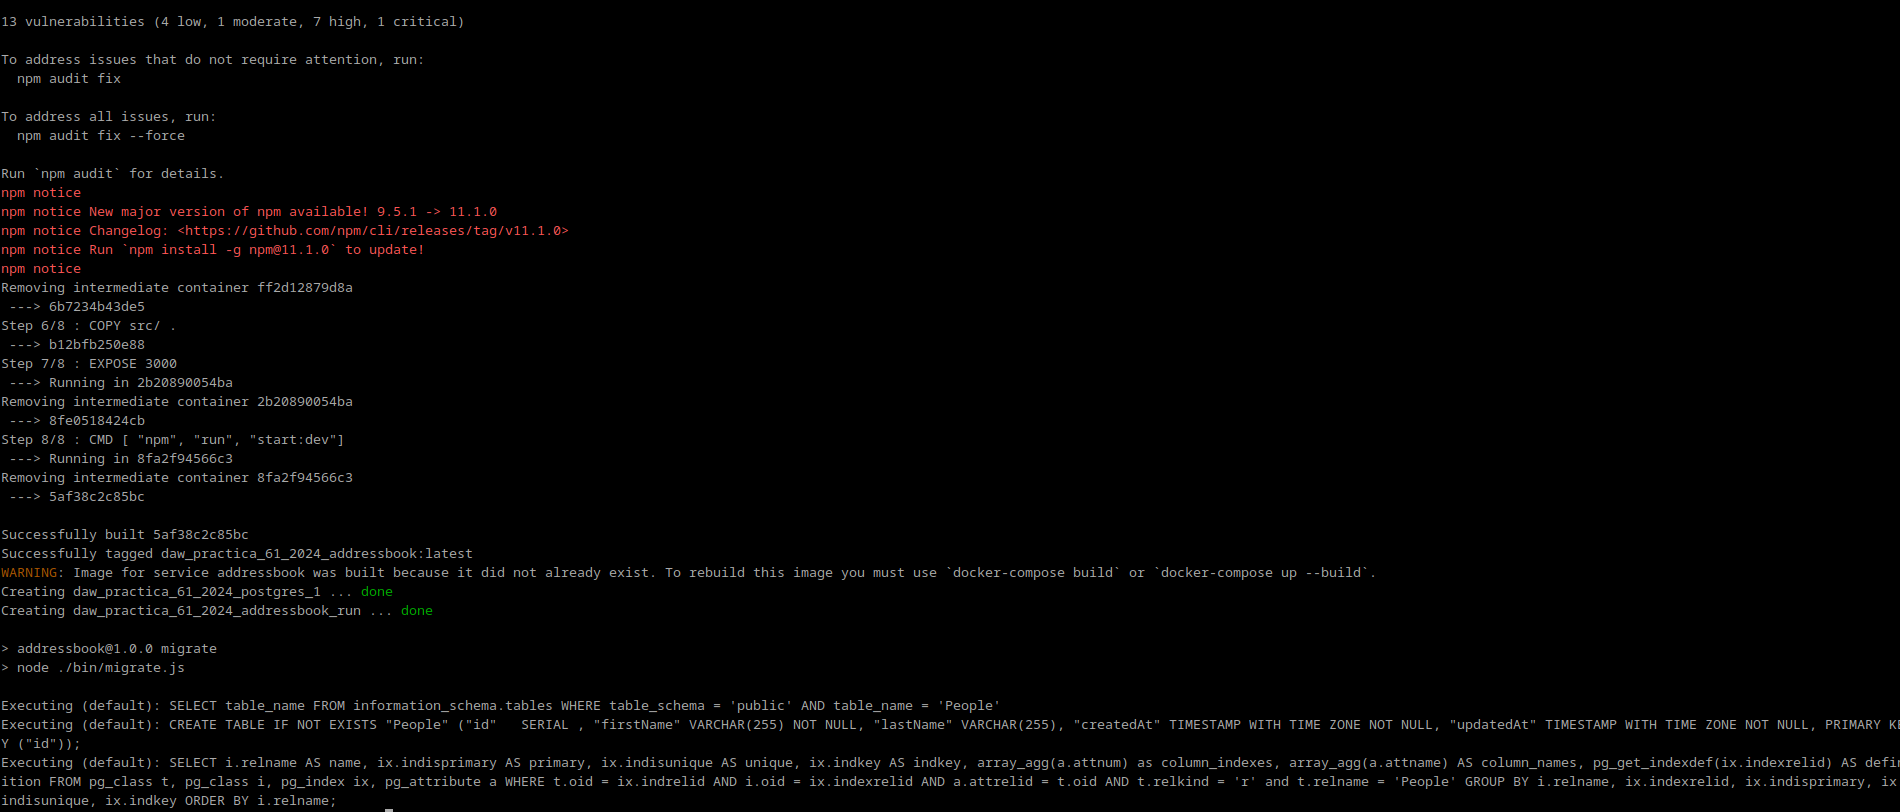 13 vulnerabilities (4 low, 1 moderate, 7 high, 1 critical)
To address issues that do not require attention, run:
  npm audit fix
To address all issues, run:
  npm audit fix --force
Run `npm audit` for details.
npm notice
npm notice New major version of npm available! 9.5.1 -> 11.1.0
npm notice Changelog: <https://github.com/npm/cli/releases/tag/v11.1.0>
npm notice Run `npm install -g npm@11.1.0` to update!
npm notice
Removing intermediate container ff2d12879d8a
 ---> 6b7234b43de5
Step 6/8 : COPY src/ .
 ---> b12bfb250e88
Step 7/8 : EXPOSE 3000
 ---> Running in 2b20890054ba
Removing intermediate container 2b20890054ba
 ---> 8fe0518424cb
Step 8/8 : CMD [ "npm", "run", "start:dev"]
 ---> Running in 8fa2f94566c3
Removing intermediate container 8fa2f94566c3
 ---> 5af38c2c85bc
Successfully built 5af38c2c85bc
Successfully tagged daw_practica_61_2024_addressbook:latest
WARNING: Image for service addressbook was built because it did not already exist. To rebuild this image you must use `docker-compose build` or `docker-compose up --build`.
Creating daw_practica_61_2024_postgres_1 ... done
Creating daw_practica_61_2024_addressbook_run ... done
> addressbook@1.0.0 migrate
> node ./bin/migrate.js
Executing (default): SELECT table_name FROM information_schema.tables WHERE table_schema = 'public' AND table_name = 'People'
Executing (default): CREATE TABLE IF NOT EXISTS "People" ("id"   SERIAL , "firstName" VARCHAR(255) NOT NULL, "lastName" VARCHAR(255), "createdAt" TIMESTAMP WITH TIME ZONE NOT NULL, "updatedAt" TIMESTAMP WITH TIME ZONE NOT NULL, PRIMARY KE
Y ("id"));
Executing (default): SELECT i.relname AS name, ix.indisprimary AS primary, ix.indisunique AS unique, ix.indkey AS indkey, array_agg(a.attnum) as column_indexes, array_agg(a.attname) AS column_names, pg_get_indexdef(ix.indexrelid) AS defin
ition FROM pg_class t, pg_class i, pg_index ix, pg_attribute a WHERE t.oid = ix.indrelid AND i.oid = ix.indexrelid AND a.attrelid = t.oid AND t.relkind = 'r' and t.relname = 'People' GROUP BY i.relname, ix.indexrelid, ix.indisprimary, ix.
indisunique, ix.indkey ORDER BY i.relname;